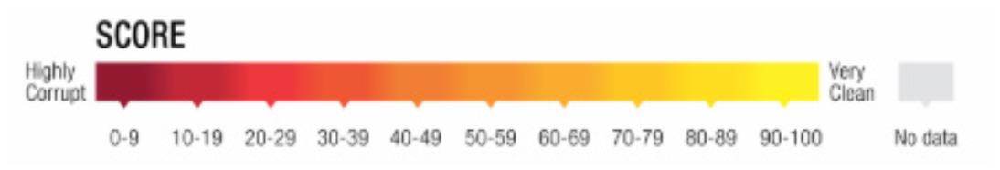 SCORE
Highly
Corrupt
Very
Clean
0-9 10-19 20-29 30-39 40-49 50-59 60-69 70-79 80-89 90-100 No data